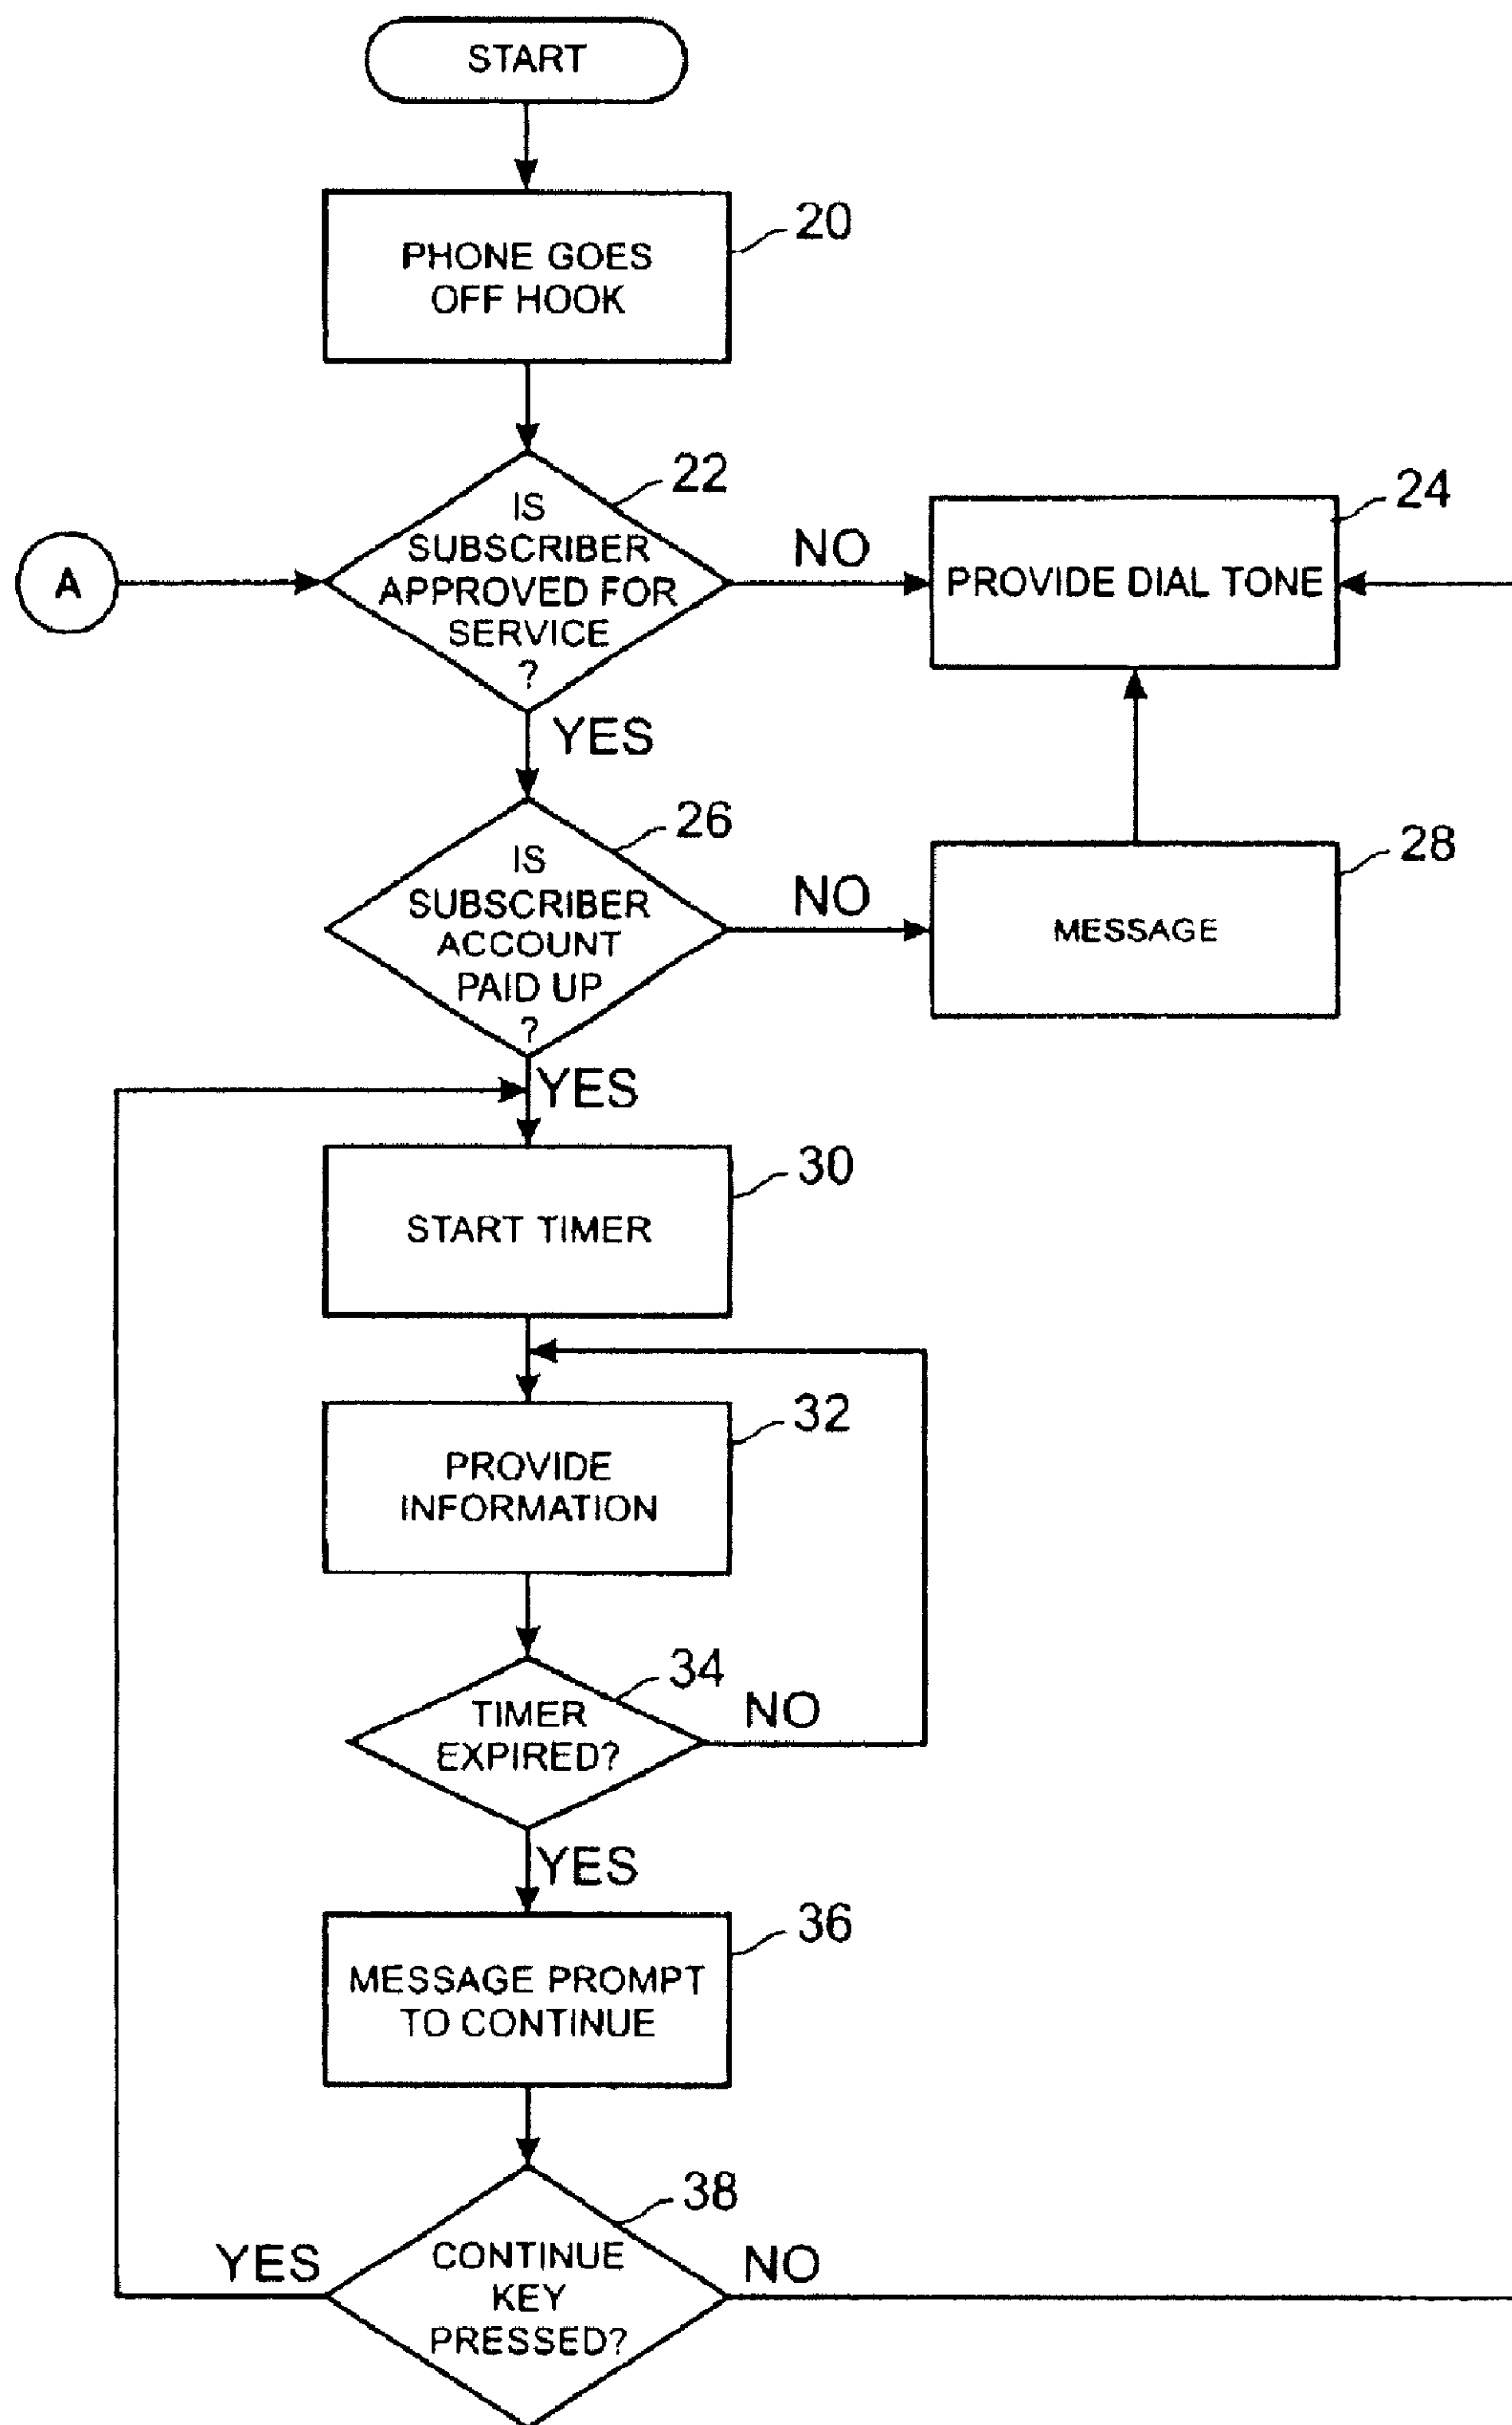 START
PHONE GOES
OFF HOOK
20
IS
SUBSCRIBER
APPROVED FOR
SERVICE
?
22
NO
PROVIDE DIAL TONE
24
A
YES
IS
SUBSCRIBER
ACCOUNT
PAID UP
?
26
NO
MESSAGE
28
YES
START TIMER
30
PROVIDE
INFORMATION
32
TIMER
EXPIRED?
34
NO
YES
MESSAGE PROMPT
TO CONTINUE
36
CONTINUE
KEY
PRESSED?
38
YES
NO